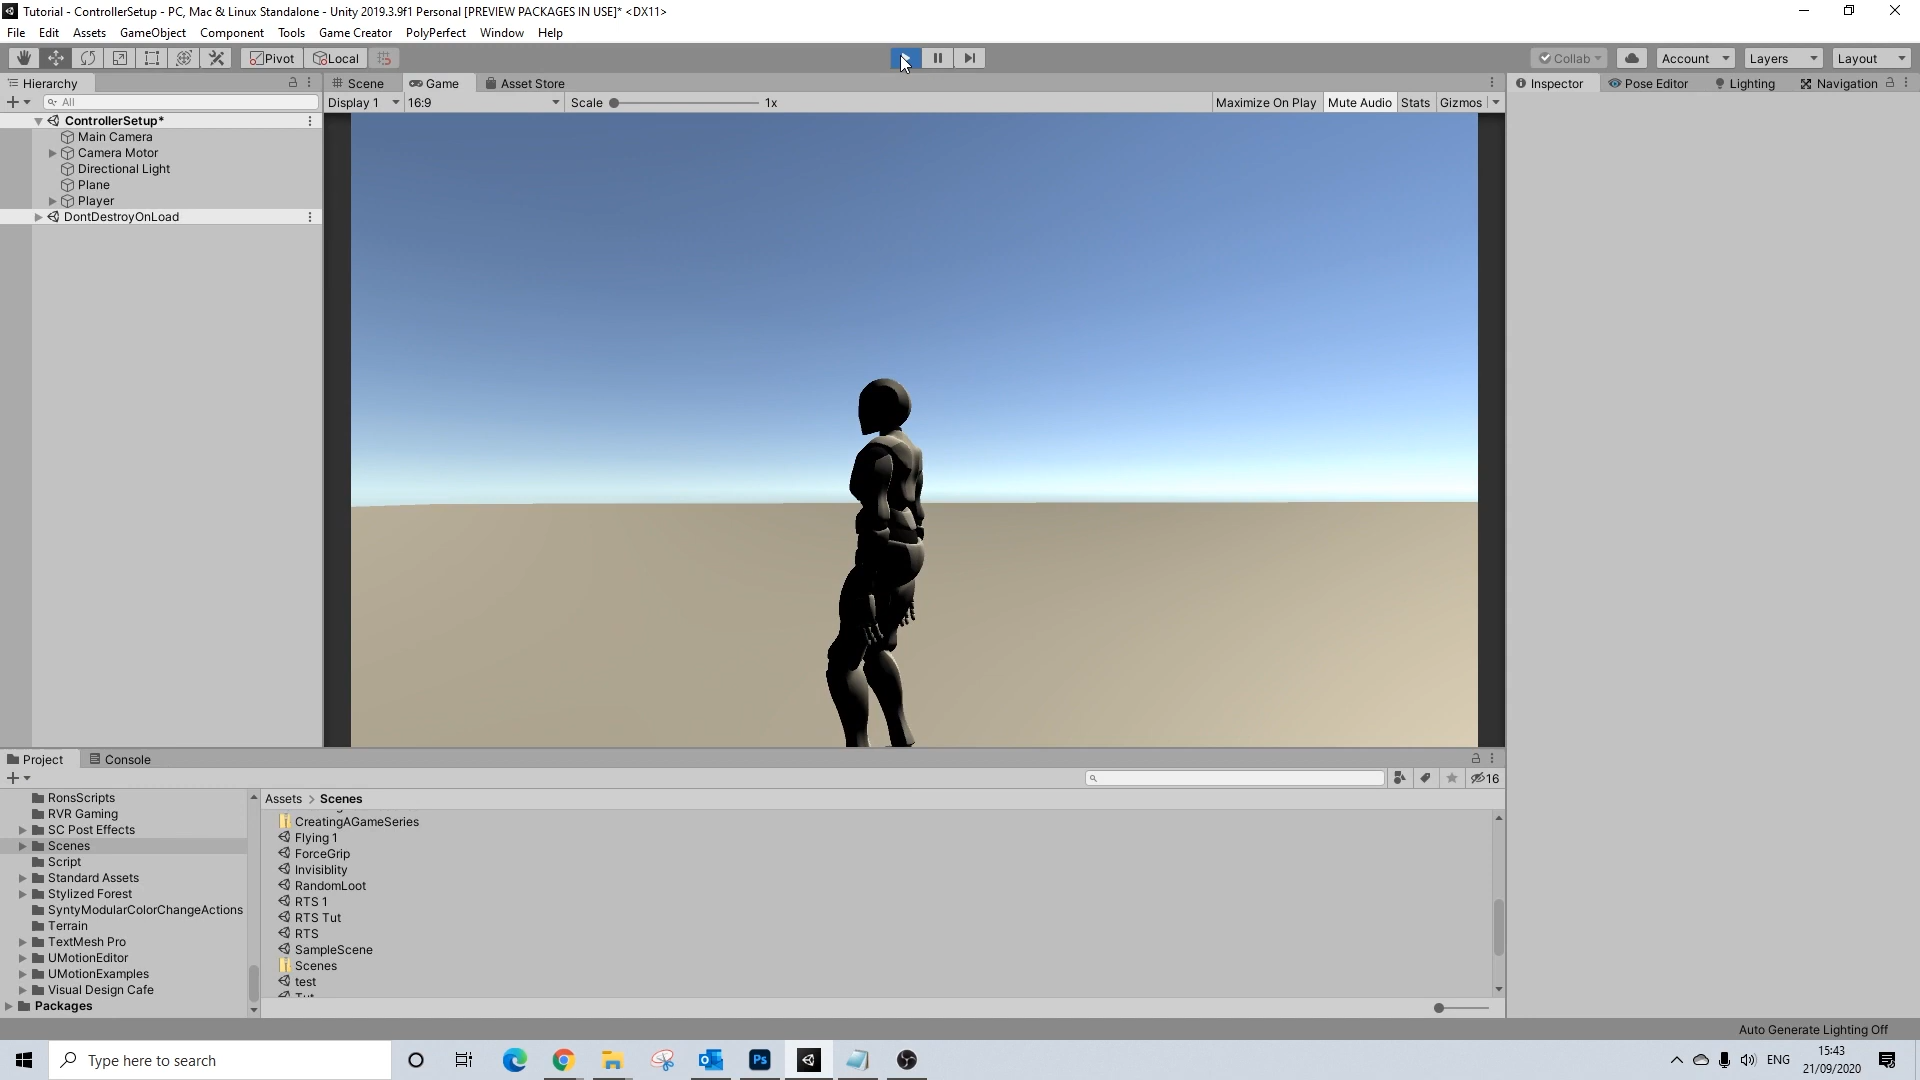 Tutorial - ControllerSetup - PC, Mac & Linux Standalone - Unity 2019.3.9f1 Personal [PREVIEW PACKAGES IN USE]* <DX11>
File Edit Assets GameObject Component Tools Game Creator PolyPerfect Window Help
Pivot Local Collab Account Layers Layout
Hierarchy Scene Game Asset Store Inspector Pose Editor Lighting Navigation
All Display 1 16:9 Scale 1x Maximize On Play Mute Audio Stats Gizmos
ControllerSetup*
Main Camera
Camera Motor
Directional Light
Plane
Player
DontDestroyOnLoad
Project Console
16
RonsScripts
RVR Gaming
SC Post Effects
Scenes
Script
Standard Assets
Stylized Forest
SyntyModularColorChangeActions
Terrain
TextMesh Pro
UMotionEditor
UMotionExamples
Visual Design Cafe
Packages
Assets > Scenes
CreatingAGameSeries
Flying 1
ForceGrip
Invisiblity
RandomLoot
RTS 1
RTS Tut
RTS
SampleScene
Scenes
test
Auto Generate Lighting Off
Type here to search
Ps
ENG
15:43
21/09/2020